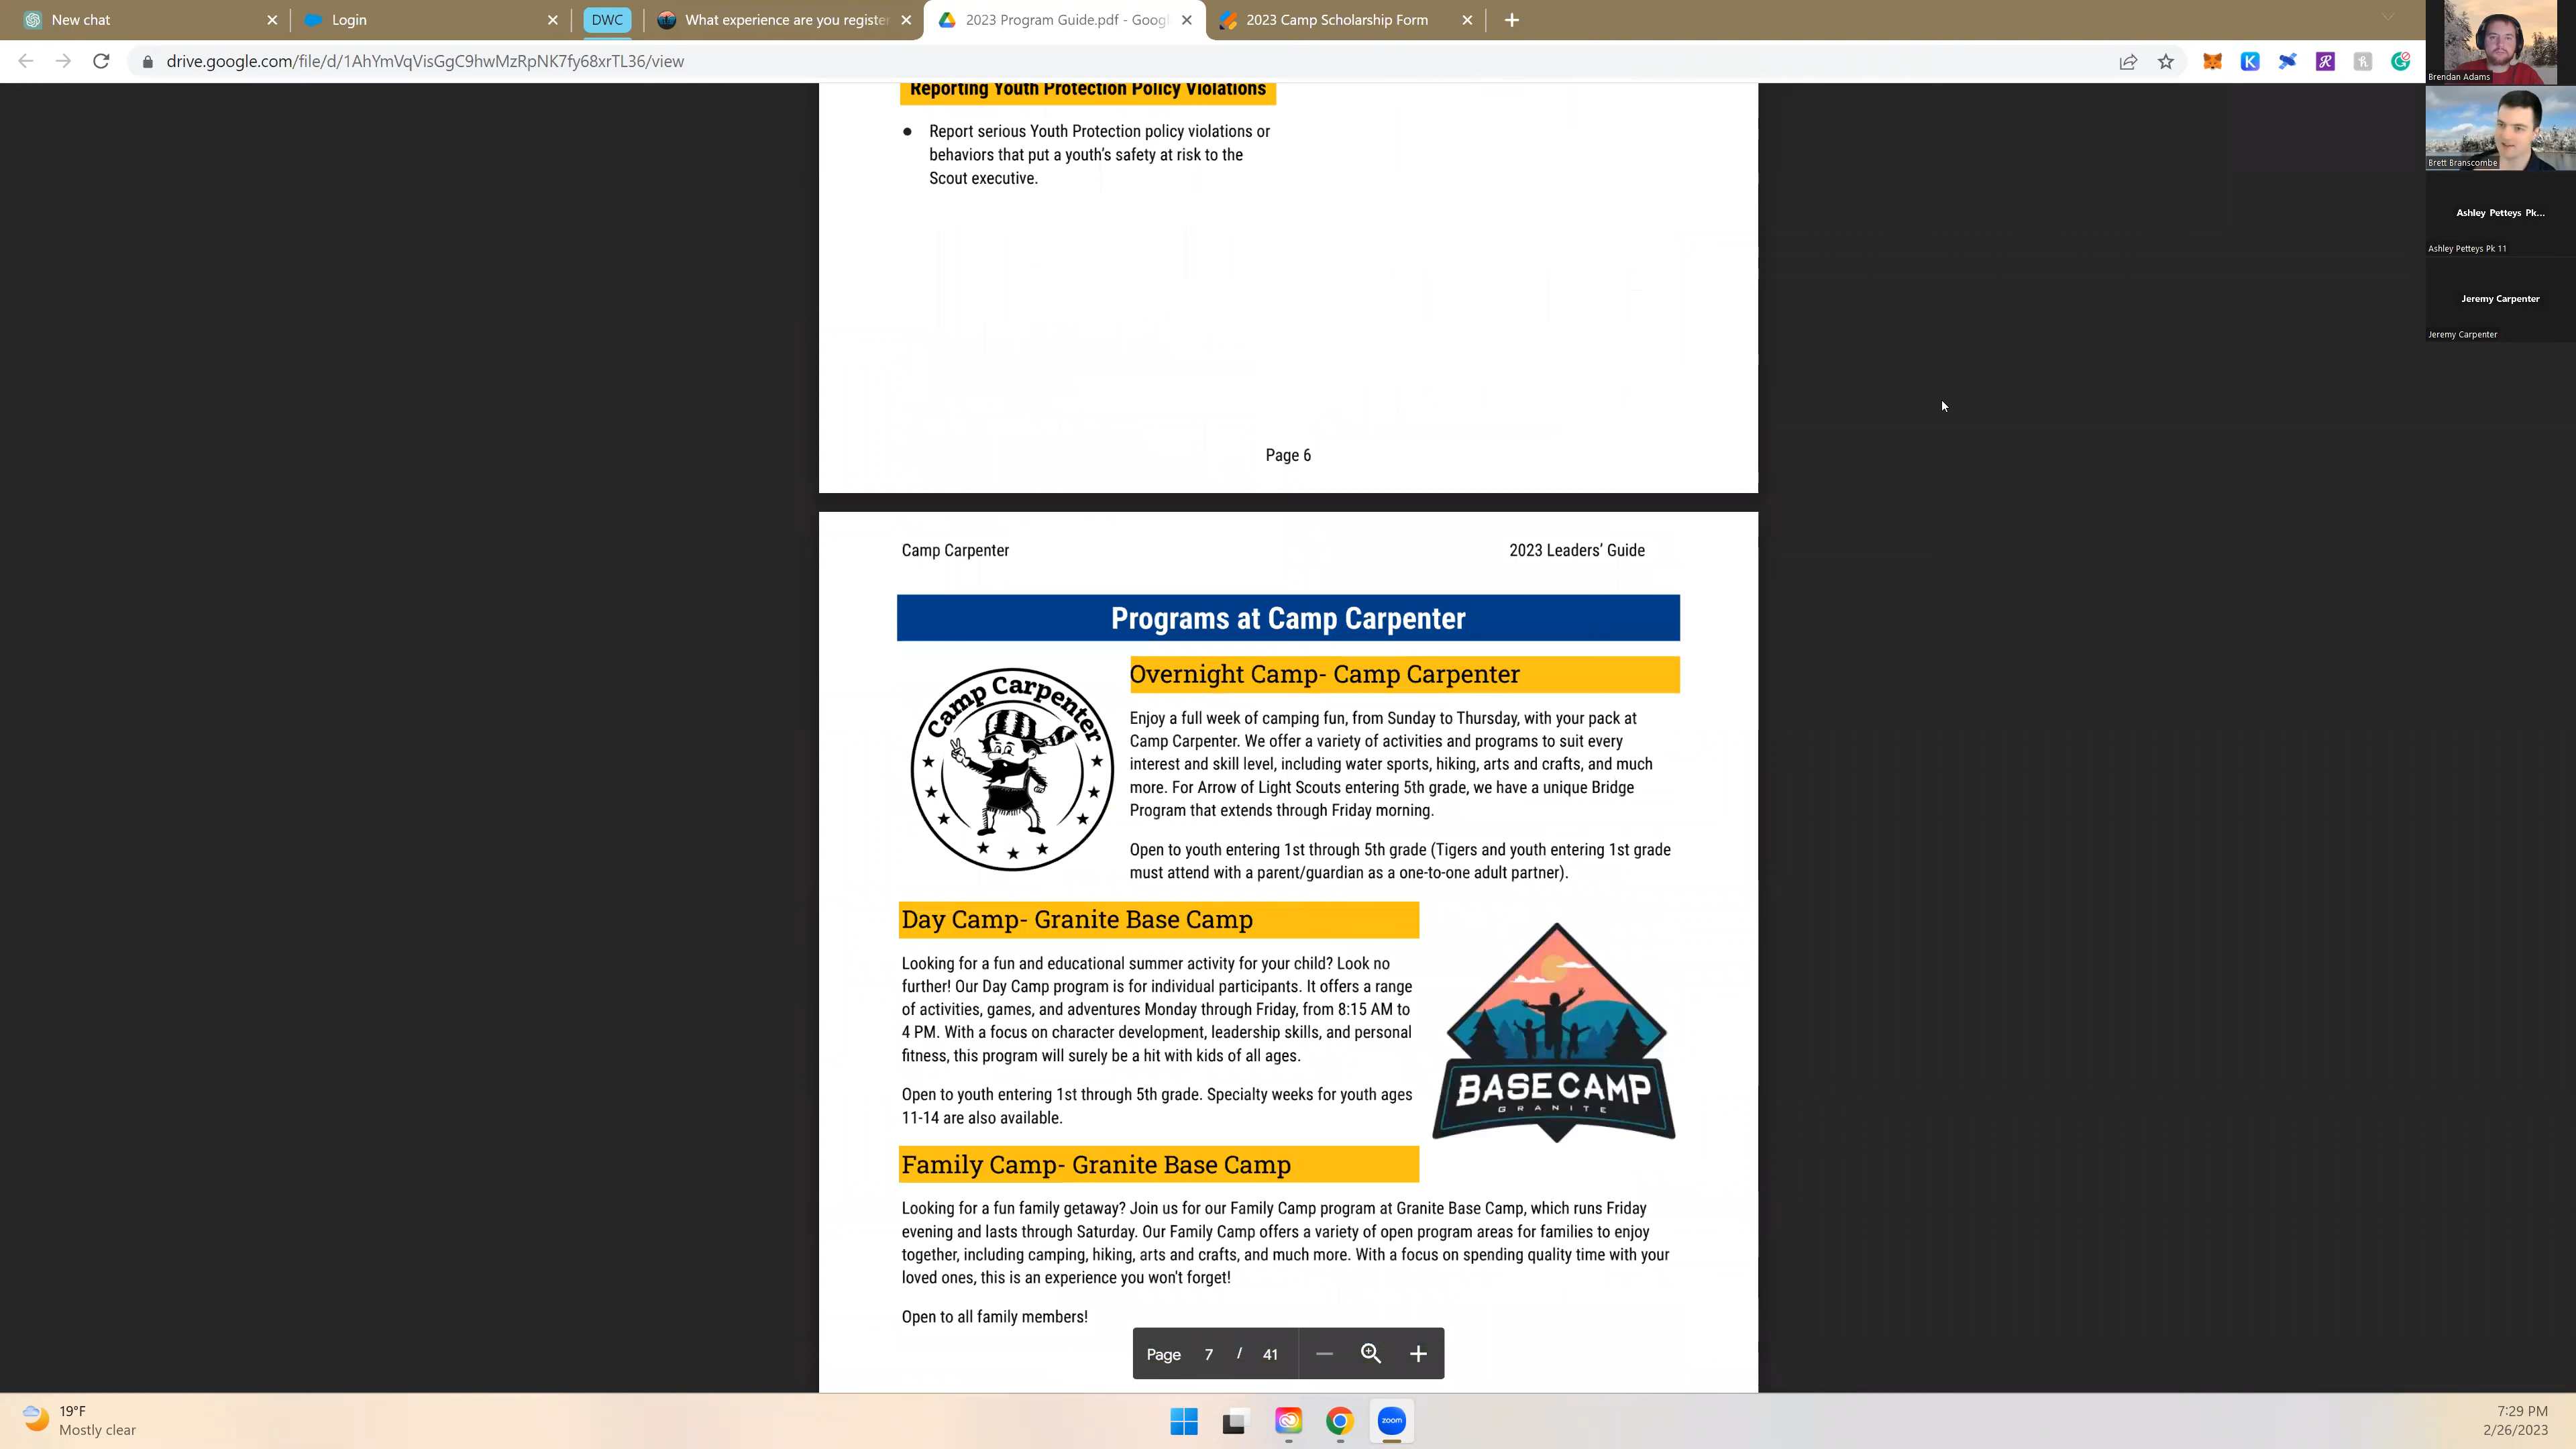 New chat
Login
DWC
What experience are you register
2023 Program Guide.pdf - Goog
2023 Camp Scholarship Form
drive.google.com/file/d/1AhYmVqVisGgC9hwMzRpNK7fy68xrTL36/view
Brendan Adams
Brett Branscombe
Ashley Petteys Pk...
Ashley Petteys Pk 11
Jeremy Carpenter
Jeremy Carpenter
Reporting Youth Protection Policy Violations
● Report serious Youth Protection policy violations or
behaviors that put a youth's safety at risk to the
Scout executive.
Page 6
Camp Carpenter 2023 Leaders' Guide
Programs at Camp Carpenter
Camp Carpenter
Overnight Camp- Camp Carpenter
Enjoy a full week of camping fun, from Sunday to Thursday, with your pack at
Camp Carpenter. We offer a variety of activities and programs to suit every
interest and skill level, including water sports, hiking, arts and crafts, and much
more. For Arrow of Light Scouts entering 5th grade, we have a unique Bridge
Program that extends through Friday morning.
Open to youth entering 1st through 5th grade (Tigers and youth entering 1st grade
must attend with a parent/guardian as a one-to-one adult partner).
Day Camp- Granite Base Camp
Looking for a fun and educational summer activity for your child? Look no
further! Our Day Camp program is for individual participants. It offers a range
of activities, games, and adventures Monday through Friday, from 8:15 AM to
4 PM. With a focus on character development, leadership skills, and personal
fitness, this program will surely be a hit with kids of all ages.
Open to youth entering 1st through 5th grade. Specialty weeks for youth ages
11-14 are also available.
BASE CAMP
GRANITE
Family Camp- Granite Base Camp
Looking for a fun family getaway? Join us for our Family Camp program at Granite Base Camp, which runs Friday
evening and lasts through Saturday. Our Family Camp offers a variety of open program areas for families to enjoy
together, including camping, hiking, arts and crafts, and much more. With a focus on spending quality time with your
loved ones, this is an experience you won't forget!
Open to all family members!
Page 7 / 41
19°F
Mostly clear
zoom
7:29 PM
2/26/2023